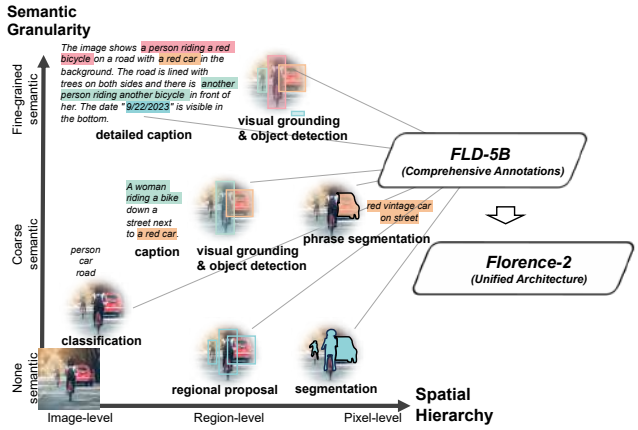 Semantic
Granularity
Fine-grained
semantic
Coarse
semantic
None
semantic
The image shows a person riding a red
bicycle on a road with a red car in the
background. The road is lined with
trees on both sides and there is another
person riding another bicycle in front of
her. The date "9/22/2023" is visible in
the bottom.
detailed caption
visual grounding
& object detection
FLD-5B
(Comprehensive Annotations)
A woman
riding a bike
down a
street next
to a red car.
caption
visual grounding
& object detection
red vintage car
on street
phrase segmentation
Florence-2
(Unified Architecture)
person
car
road
classification
regional proposal
segmentation
Image-level
Region-level
Pixel-level
Spatial
Hierarchy